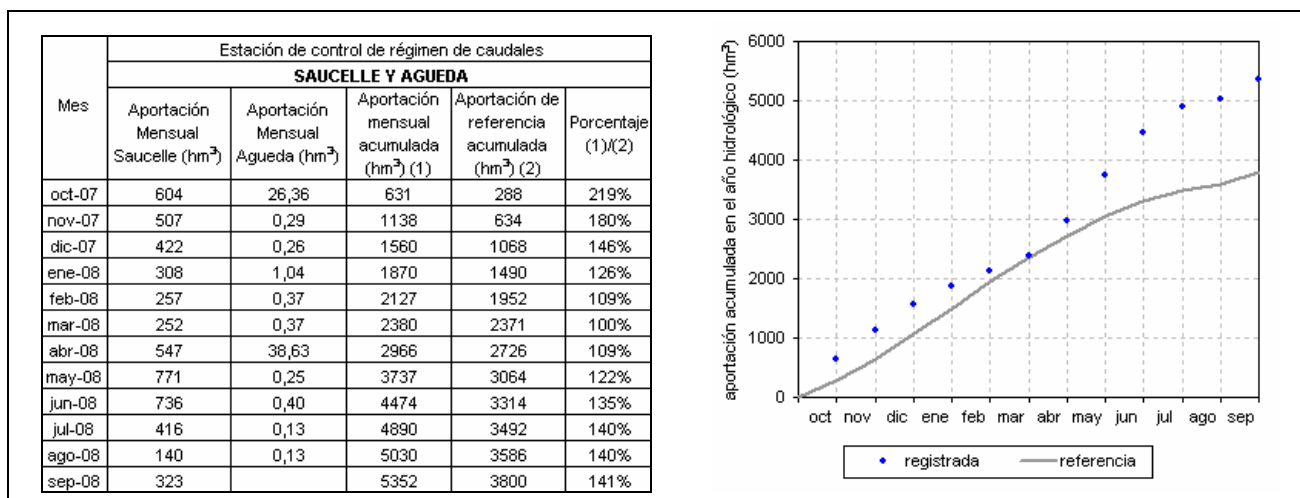 Estación de control de régimen de caudales
SAUCELLE Y AGUEDA
Mes
Aportación Mensual Saucelle (hm³)
Aportación Mensual Agueda (hm³)
Aportación mensual acumulada (hm³) (1)
Aportación de referencia acumulada (hm³) (2)
Porcentaje (1)/(2)
oct-07 604 26,36 631 288 219%
nov-07 507 0,29 1138 634 180%
dic-07 422 0,26 1560 1068 146%
ene-08 308 1,04 1870 1490 126%
feb-08 257 0,37 2127 1952 109%
mar-08 252 0,37 2380 2371 100%
abr-08 547 38,63 2966 2726 109%
may-08 771 0,25 3737 3064 122%
jun-08 736 0,40 4474 3314 135%
jul-08 416 0,13 4890 3492 140%
ago-08 140 0,13 5030 3586 140%
sep-08 323 5352 3800 141%
aportación acumulada en el año hidrológico (hm³)
6000
5000
4000
3000
2000
1000
0
oct nov dic ene feb mar abr may jun jul ago sep
registrada referencia